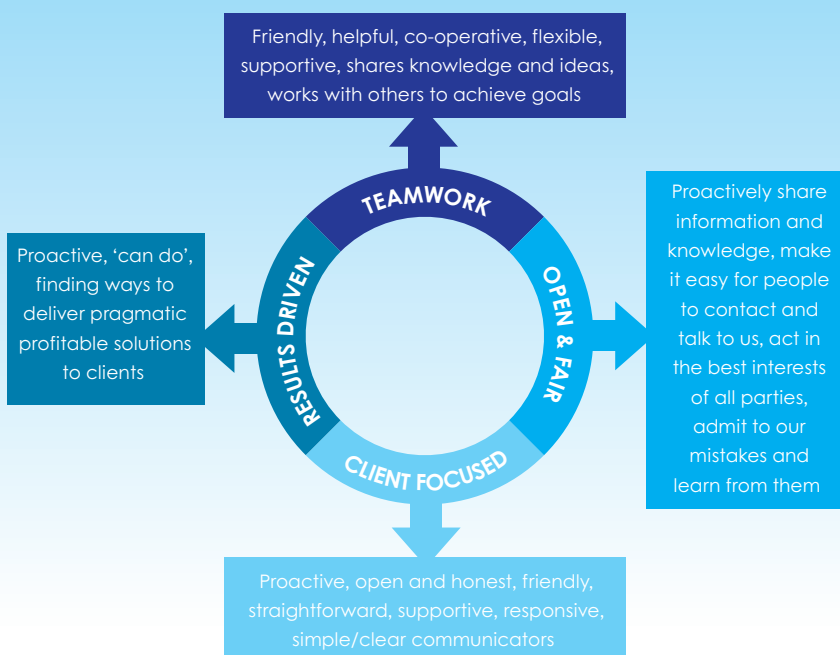 Friendly, helpful, co-operative, flexible,
supportive, shares knowledge and ideas,
works with others to achieve goals
TEAMWORK
Proactive, ‘can do’,
finding ways to
deliver pragmatic
profitable solutions
to clients
RESULTS DRIVEN
OPEN & FAIR
Proactively share
information and
knowledge, make
it easy for people
to contact and
talk to us, act in
the best interests
of all parties,
admit to our
mistakes and
learn from them
CLIENT FOCUSED
Proactive, open and honest, friendly,
straightforward, supportive, responsive,
simple/clear communicators